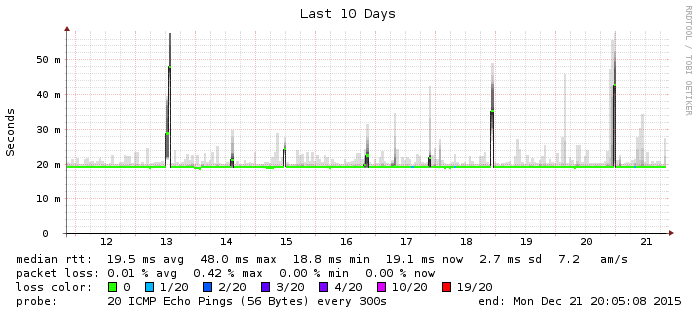 Last 10 Days
RRDTOOL / TOBI OETIKER
Seconds
50 m
40 m
30 m
20 m
10 m
0
12 13 14 15 16 17 18 19 20 21
median rtt: 19.5 ms avg 48.0 ms max 18.8 ms min 19.1 ms now 2.7 ms sd 7.2 am/s
packet loss: 0.01 % avg 0.42 % max 0.00 % min 0.00 % now
loss color: 0 1/20 2/20 3/20 4/20 10/20 19/20
probe: 20 ICMP Echo Pings (56 Bytes) every 300s end: Mon Dec 21 20:05:08 2015